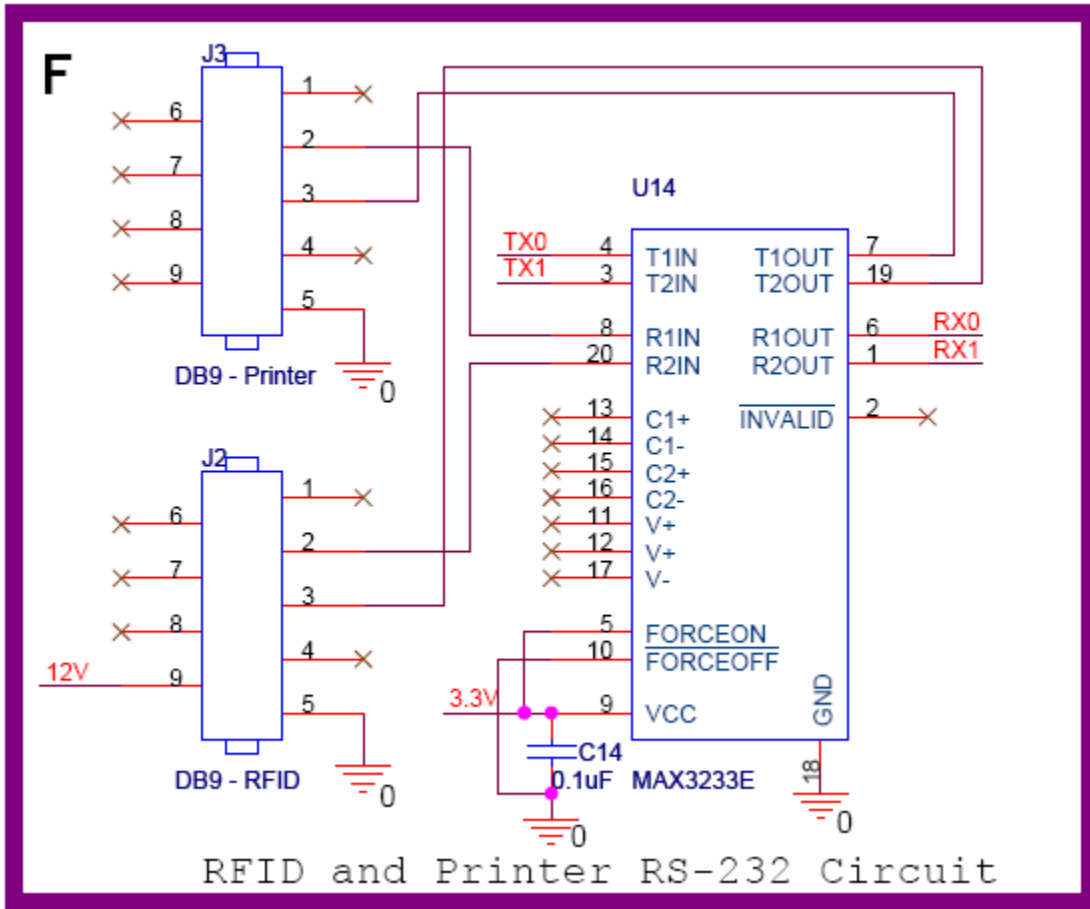 F
J3
1
6
2
7
3
8
4
9
5
DB9 - Printer
0
J2
1
6
2
7
3
8
4
12V
9
5
DB9 - RFID
0
U14
TX0
4
T1IN
T1OUT
7
TX1
3
T2IN
T2OUT
19
8
R1IN
R1OUT
6
RX0
20
R2IN
R2OUT
1
RX1
13
C1+
INVALID
2
14
C1-
15
C2+
16
C2-
11
V+
12
V+
17
V-
5
FORCEON
10
FORCEOFF
3.3V
9
VCC
GND
18
C14
0.1uF
MAX3233E
0
0
RFID and Printer RS-232 Circuit